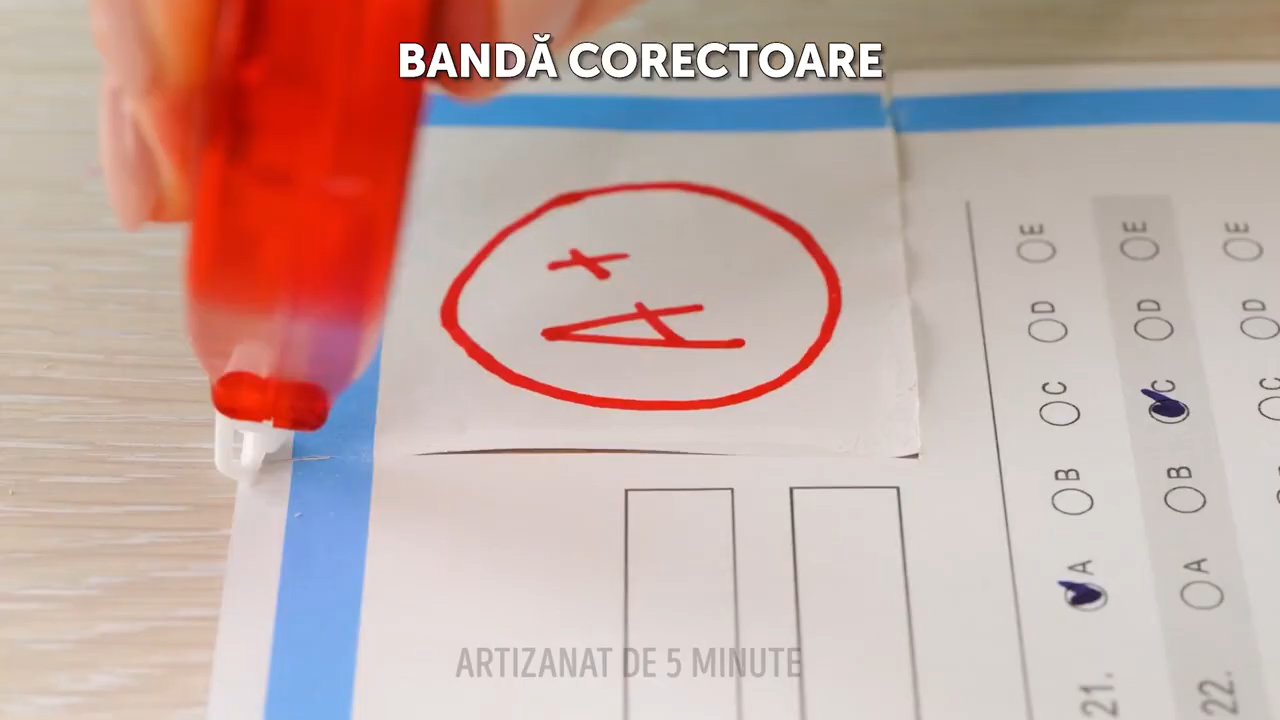 BANDĂ CORECTOARE
A+
E
D
C
B
A
21.
E
D
C
B
A
22.
E
D
C
ARTIZANAT DE 5 MINUTE